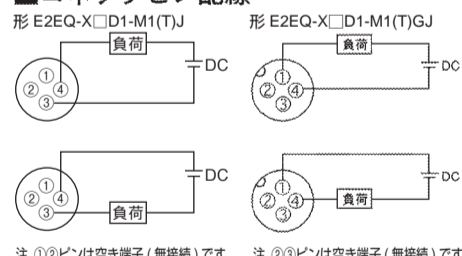 ■コネクタピン配線
形 E2EQ-X□D1-M1(T)J
形 E2EQ-X□D1-M1(T)GJ
負荷
DC
① ② ③ ④
負荷
DC
① ② ③ ④
DC
① ② ③ ④
負荷
DC
① ② ③ ④
負荷
注. ①②ピンは空き端子 ( 無接続 ) です
注. ②③ピンは空き端子 ( 無接続 ) です